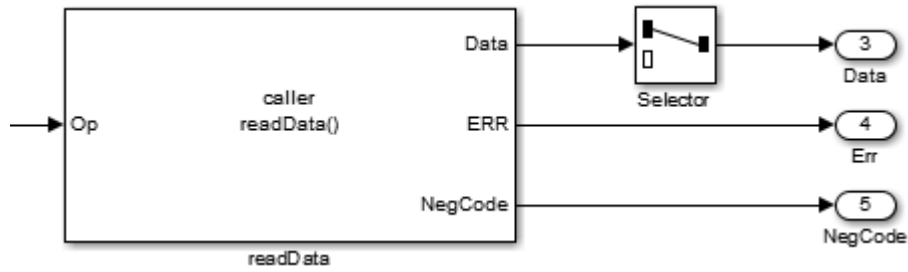 Data
3
Data
Selector
caller
Op
readData()
ERR
4
Err
NegCode
5
NegCode
readData